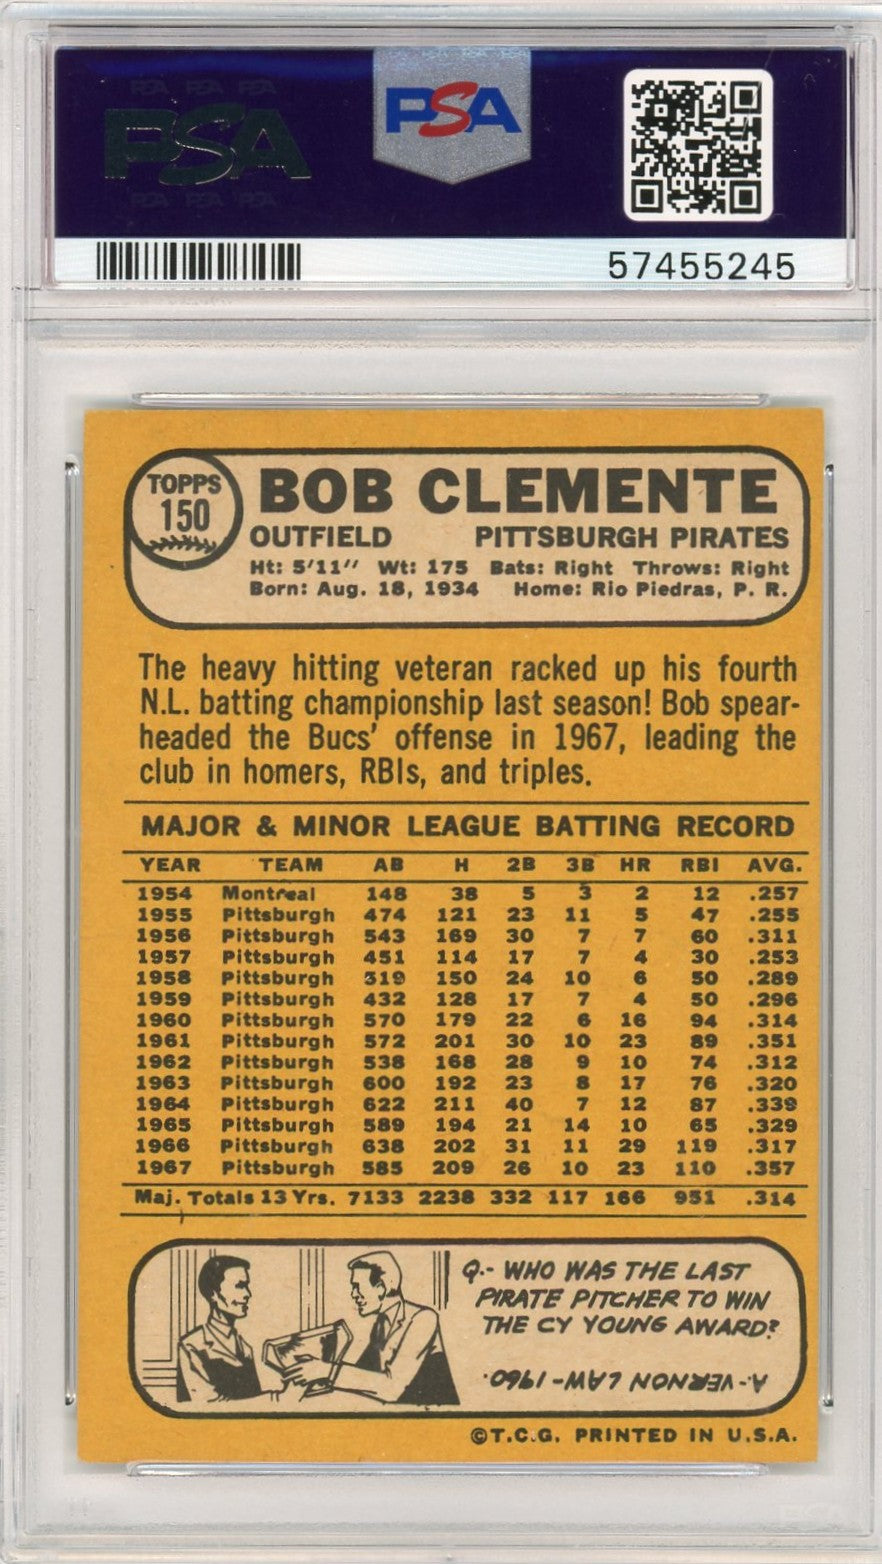 PSA PSA PSA
PSA
PSA PSA PSA
PSA
57455245
TOPPS
150
BOB CLEMENTE
OUTFIELD PITTSBURGH PIRATES
Ht: 5'11" Wt: 175 Bats: Right Throws: Right
Born: Aug. 18, 1934 Home: Rio Piedras, P. R.
The heavy hitting veteran racked up his fourth
N.L. batting championship last season! Bob spear-
headed the Bucs' offense in 1967, leading the
club in homers, RBIs, and triples.
MAJOR & MINOR LEAGUE BATTING RECORD
YEAR TEAM AB H 2B 3B HR RBI AVG.
1954 Montreal 148 38 5 3 2 12 .257
1955 Pittsburgh 474 121 23 11 5 47 .255
1956 Pittsburgh 543 169 30 7 7 60 .311
1957 Pittsburgh 451 114 17 7 4 30 .253
1958 Pittsburgh 519 150 24 10 6 50 .289
1959 Pittsburgh 432 128 17 7 4 50 .296
1960 Pittsburgh 570 179 22 6 16 94 .314
1961 Pittsburgh 572 201 30 10 23 89 .351
1962 Pittsburgh 538 168 28 9 10 74 .312
1963 Pittsburgh 600 192 23 8 17 76 .320
1964 Pittsburgh 622 211 40 7 12 87 .339
1965 Pittsburgh 589 194 21 14 10 65 .329
1966 Pittsburgh 638 202 31 11 29 119 .317
1967 Pittsburgh 585 209 26 10 23 110 .357
Maj. Totals 13 Yrs. 7133 2238 332 117 166 951 .314
Q.- WHO WAS THE LAST
PIRATE PITCHER TO WIN
THE CY YOUNG AWARD?
A.-VERNON LAW-1960.
©T.C.G. PRINTED IN U.S.A.